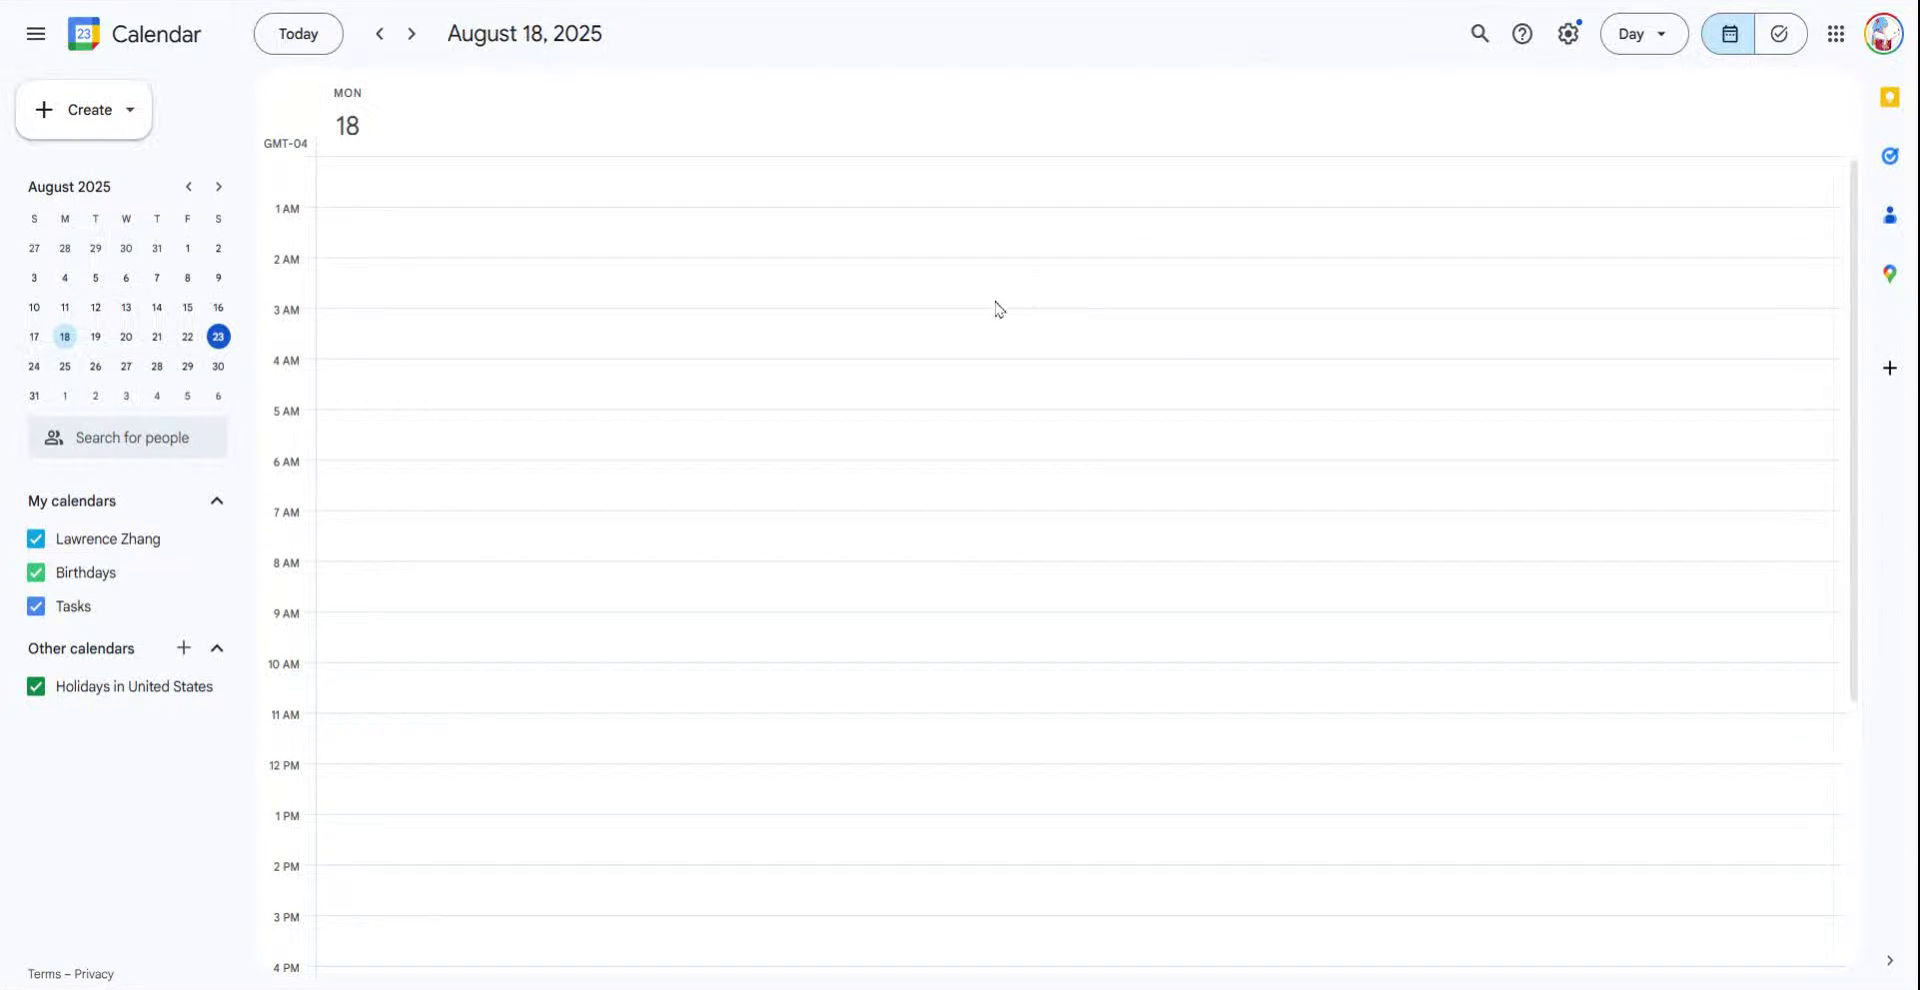 23 Calendar Today August 18, 2025 Day
Create
August 2025
S M T W T F S
27 28 29 30 31 1 2
3 4 5 6 7 8 9
10 11 12 13 14 15 16
17 18 19 20 21 22 23
24 25 26 27 28 29 30
31 1 2 3 4 5 6
Search for people
My calendars
Lawrence Zhang
Birthdays
Tasks
Other calendars
Holidays in United States
Terms – Privacy
MON
18
GMT-04
1 AM
2 AM
3 AM
4 AM
5 AM
6 AM
7 AM
8 AM
9 AM
10 AM
11 AM
12 PM
1 PM
2 PM
3 PM
4 PM